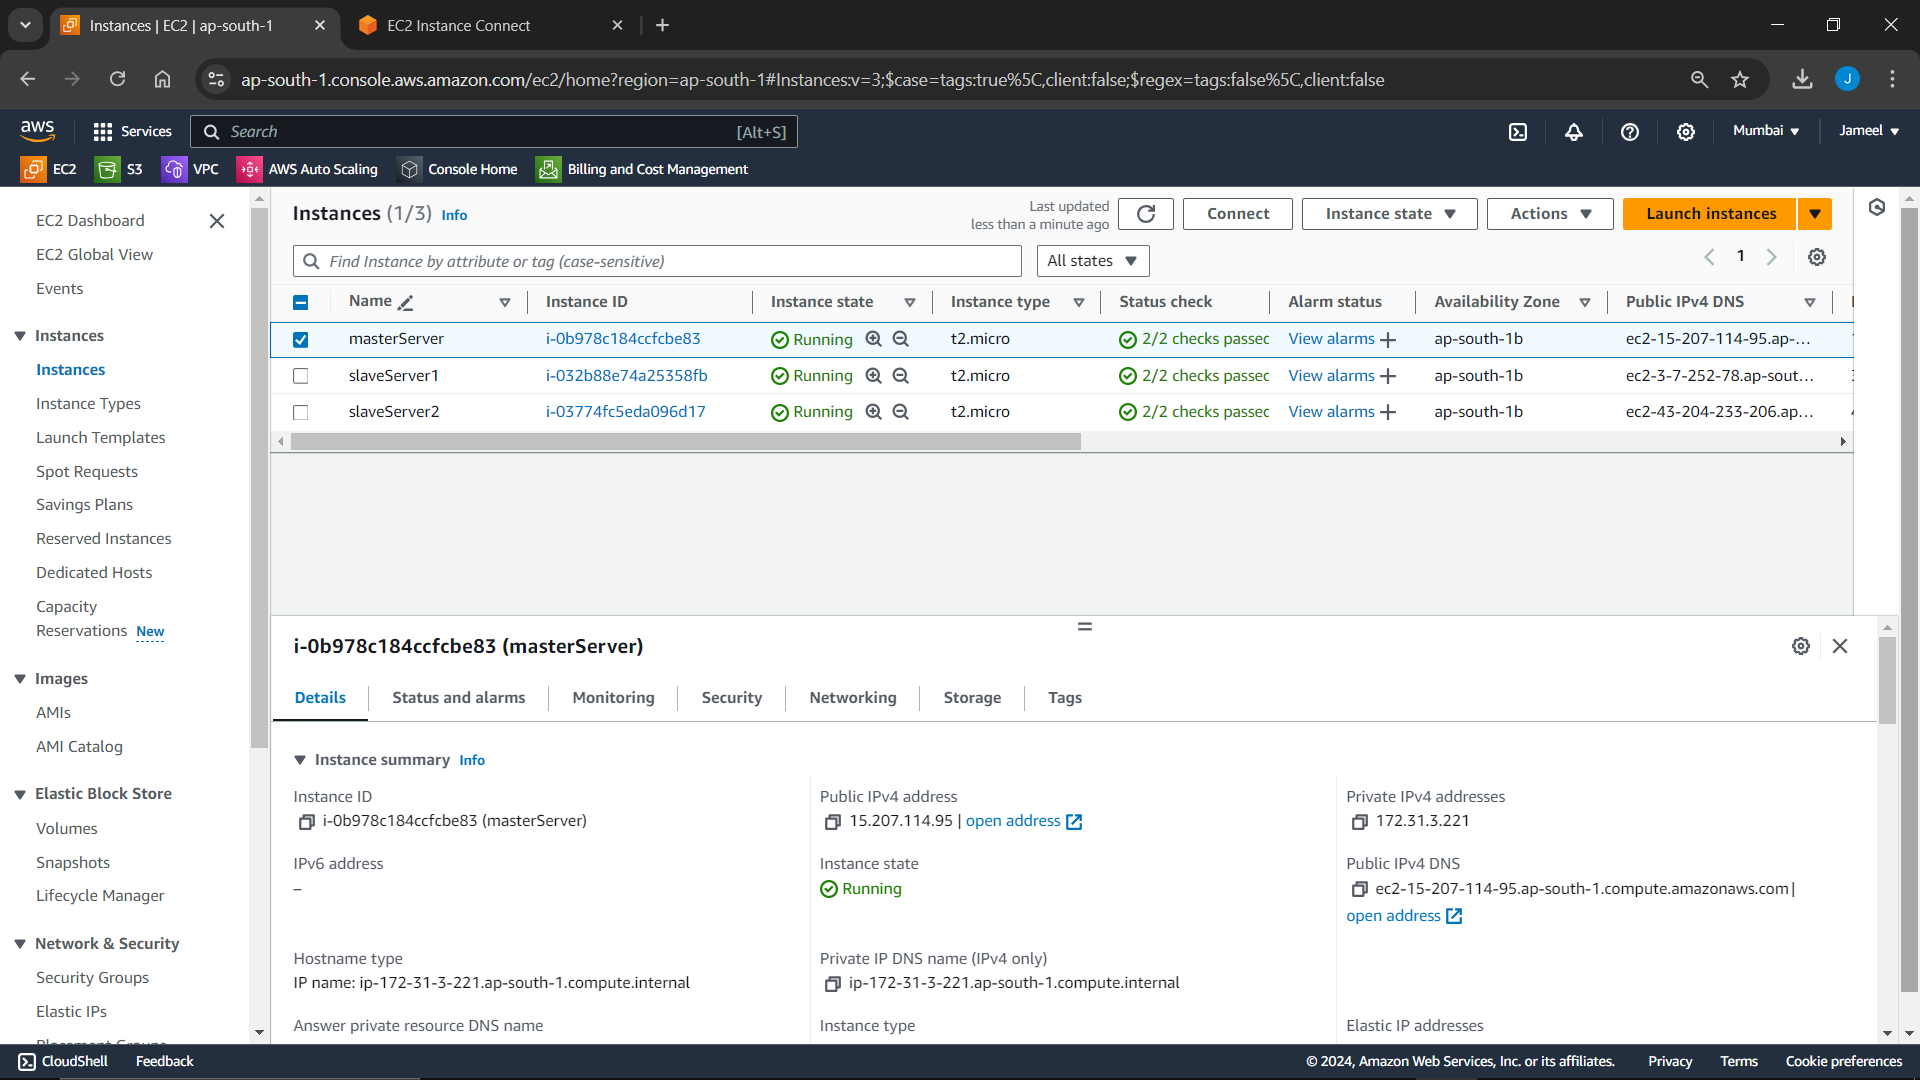 Instances | EC2 | ap-south-1
EC2 Instance Connect
ap-south-1.console.aws.amazon.com/ec2/home?region=ap-south-1#Instances:v=3;$case=tags:true%5C,client:false;$regex=tags:false%5C,client:false
J
aws
Services
Search
[Alt+S]
Mumbai
Jameel
EC2
S3
VPC
AWS Auto Scaling
Console Home
Billing and Cost Management
EC2 Dashboard
EC2 Global View
Events
Instances
Instances
Instance Types
Launch Templates
Spot Requests
Savings Plans
Reserved Instances
Dedicated Hosts
Capacity
Reservations New
Images
AMIs
AMI Catalog
Elastic Block Store
Volumes
Snapshots
Lifecycle Manager
Network & Security
Security Groups
Elastic IPs
Instances (1/3) Info
Last updated
less than a minute ago
Connect
Instance state
Actions
Launch instances
Find Instance by attribute or tag (case-sensitive)
All states
1
Name Instance ID Instance state Instance type Status check Alarm status Availability Zone Public IPv4 DNS
masterServer i-0b978c184ccfcbe83 Running t2.micro 2/2 checks passed View alarms ap-south-1b ec2-15-207-114-95.ap-...
slaveServer1 i-032b88e74a25358fb Running t2.micro 2/2 checks passed View alarms ap-south-1b ec2-3-7-252-78.ap-sout...
slaveServer2 i-03774fc5eda096d17 Running t2.micro 2/2 checks passed View alarms ap-south-1b ec2-43-204-233-206.ap...
i-0b978c184ccfcbe83 (masterServer)
Details
Status and alarms
Monitoring
Security
Networking
Storage
Tags
Instance summary Info
Instance ID
i-0b978c184ccfcbe83 (masterServer)
Public IPv4 address
15.207.114.95 | open address
Private IPv4 addresses
172.31.3.221
IPv6 address
–
Instance state
Running
Public IPv4 DNS
ec2-15-207-114-95.ap-south-1.compute.amazonaws.com |
open address
Hostname type
IP name: ip-172-31-3-221.ap-south-1.compute.internal
Private IP DNS name (IPv4 only)
ip-172-31-3-221.ap-south-1.compute.internal
Answer private resource DNS name
Instance type
Elastic IP addresses
CloudShell
Feedback
© 2024, Amazon Web Services, Inc. or its affiliates.
Privacy
Terms
Cookie preferences